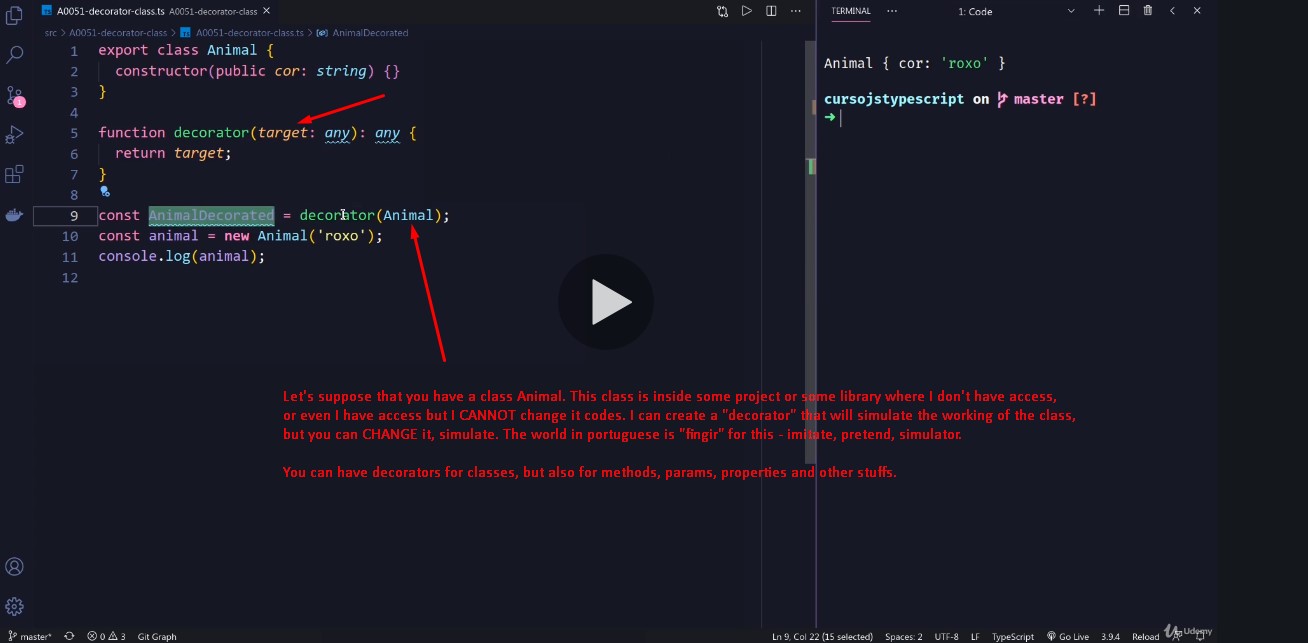 A0051-decorator-class.ts A0051-decorator-class
TERMINAL
1: Code
src > A0051-decorator-class > A0051-decorator-class.ts > AnimalDecorated
1 export class Animal {
2 constructor(public cor: string) {}
3 }
4
5 function decorator(target: any): any {
6 return target;
7 }
8
9 const AnimalDecorated = decorator(Animal);
10 const animal = new Animal('roxo');
11 console.log(animal);
12
Animal { cor: 'roxo' }
cursojstypescript on master [?]
1
Let's suppose that you have a class Animal. This class is inside some project or some library where I don't have access,
or even I have access but I CANNOT change it codes. I can create a "decorator" that will simulate the working of the class,
but you can CHANGE it, simulate. The world in portuguese is "fingir" for this - imitate, pretend, simulator.
You can have decorators for classes, but also for methods, params, properties and other stuffs.
master* 0 3 Git Graph
Ln 9, Col 22 (15 selected) Spaces: 2 UTF-8 LF TypeScript Go Live 3.9.4 Reload
Udemy